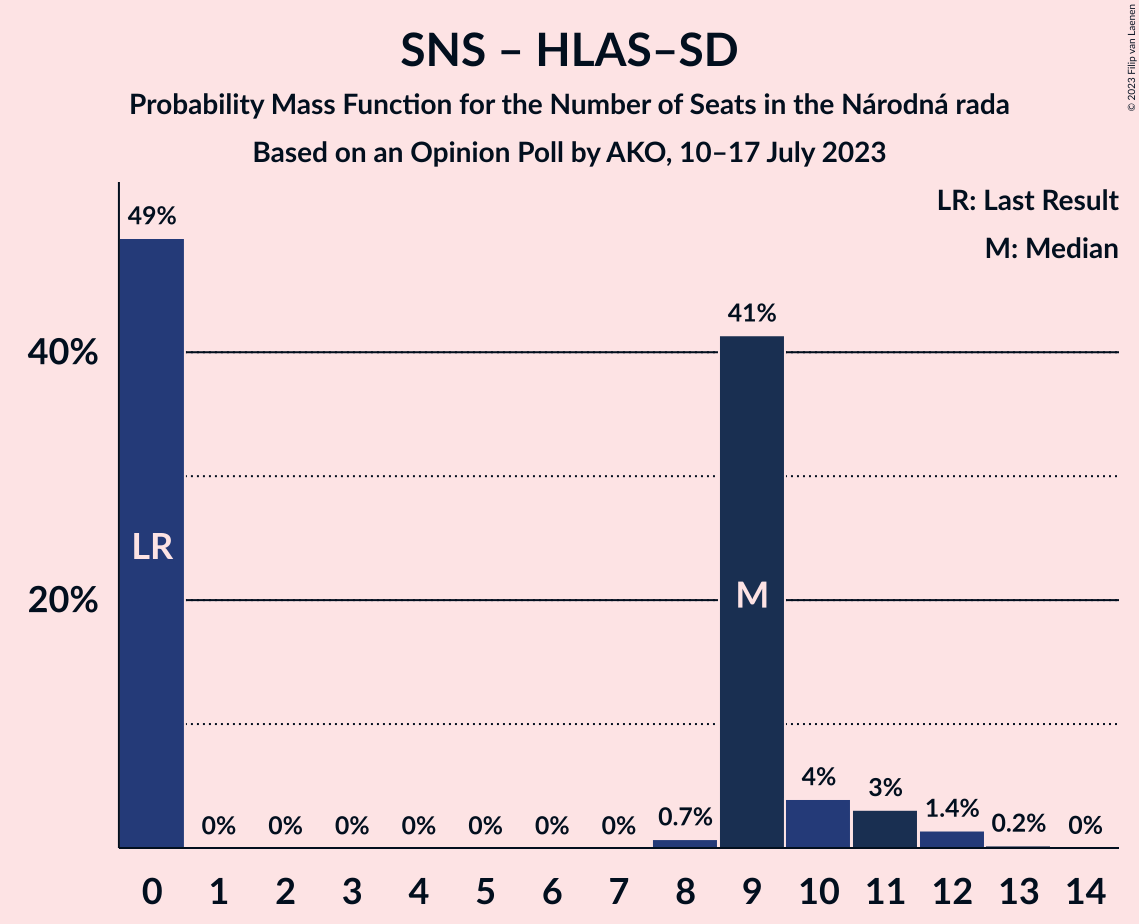 SNS – HLAS–SD
Probability Mass Function for the Number of Seats in the Národná rada
Based on an Opinion Poll by AKO, 10–17 July 2023
© 2023 Filip van Laenen
LR: Last Result
M: Median
49%
41%
40%
LR
M
20%
0% 0% 0% 0% 0% 0% 0% 0.7% 4% 3% 1.4% 0.2% 0%
0 1 2 3 4 5 6 7 8 9 10 11 12 13 14